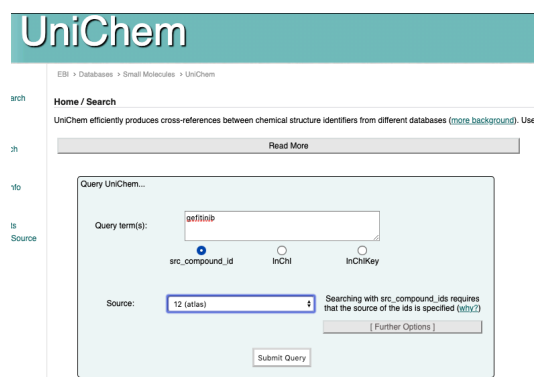 UniChem
EBI > Databases > Small Molecules > UniChem
arch
Home / Search
UniChem efficiently produces cross-references between chemical structure identifiers from different databases (more background). Use
ch
Read More
nfo
Query UniChem...
ts
Source
Query term(s):
gefitinib
src_compound_id
InChI
InChIKey
Source:
12 (atlas)
Searching with src_compound_ids requires
that the source of the ids is specified (why?)
[ Further Options ]
Submit Query